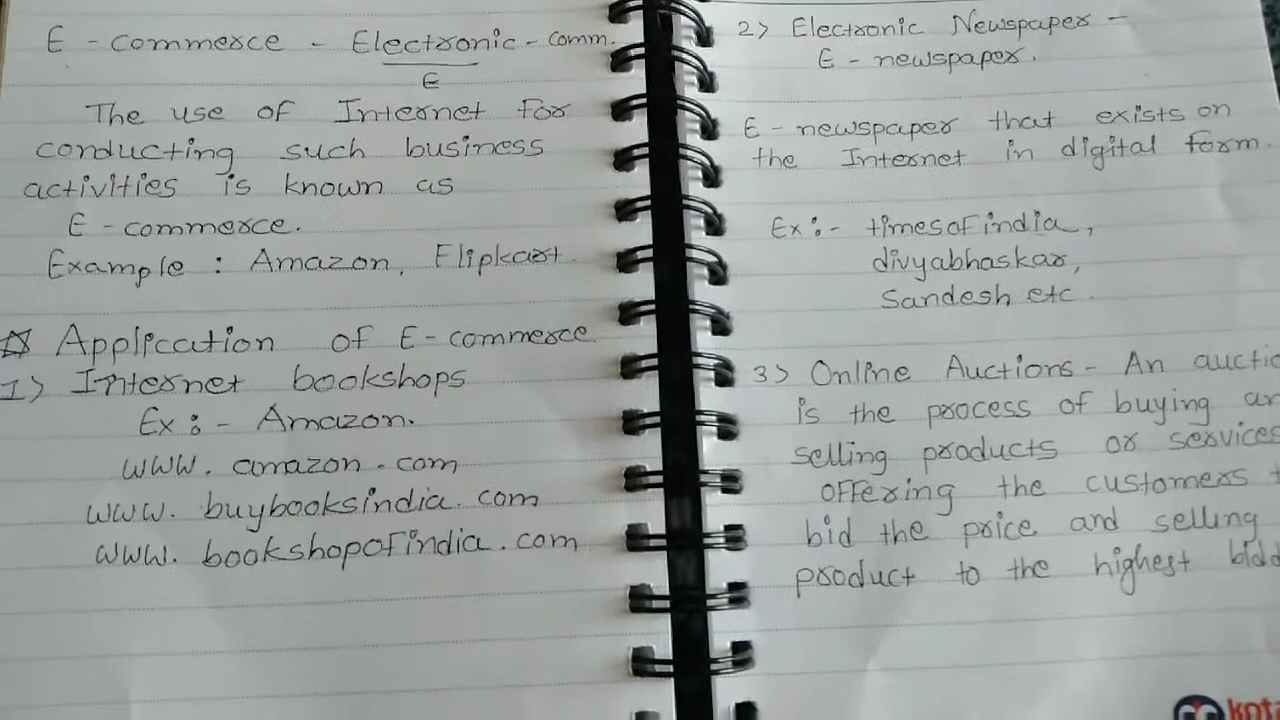 E - commerce - Electronic - comm.
E
The use of Internet for
conducting such business
activities is known as
E - commerce.
Example : Amazon, Flipkart.
☆ Application of E - commerce
1) Internet bookshops
Ex :- Amazon.
www. amazon . com
www. buybooksindia. com
www. bookshopofindia . com
2) Electronic Newspaper -
E - newspaper.
E - newspaper that exists on
the Internet in digital form.
Ex :- timesofindia,
divyabhaskar,
Sandesh etc.
3) Online Auctions - An auctio
is the process of buying an
selling products or services
offering the customers t
bid the price and selling
product to the highest bidd